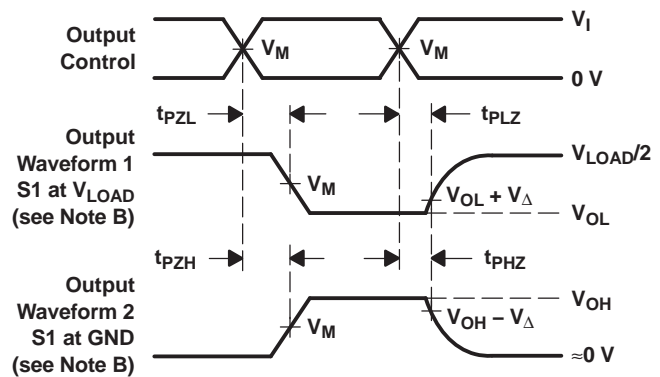 Output
Control
V_M
V_M
V_I
0 V
t_PZL
t_PLZ
Output
Waveform 1
S1 at V_LOAD
(see Note B)
V_M
V_LOAD/2
V_OL + V_Δ
V_OL
t_PZH
t_PHZ
Output
Waveform 2
S1 at GND
(see Note B)
V_M
V_OH
V_OH − V_Δ
≈0 V